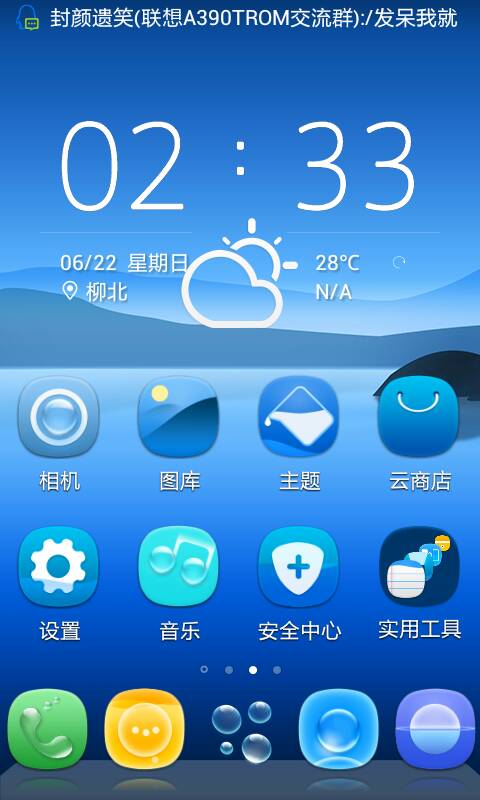 封颜遗笑(联想A390TROM交流群):/发呆我就
02 : 33
06/22 星期日 28°C
柳北 N/A
相机 图库 主题 云商店
设置 音乐 安全中心 实用工具